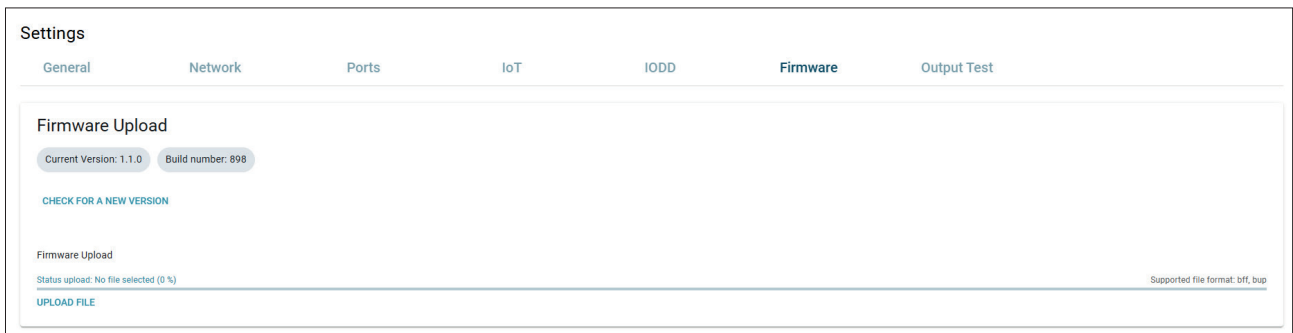 Settings
General Network Ports IoT IODD Firmware Output Test
Firmware Upload
Current Version: 1.1.0 Build number: 898
CHECK FOR A NEW VERSION
Firmware Upload
Status upload: No file selected (0 %) Supported file format: bff, bup
UPLOAD FILE